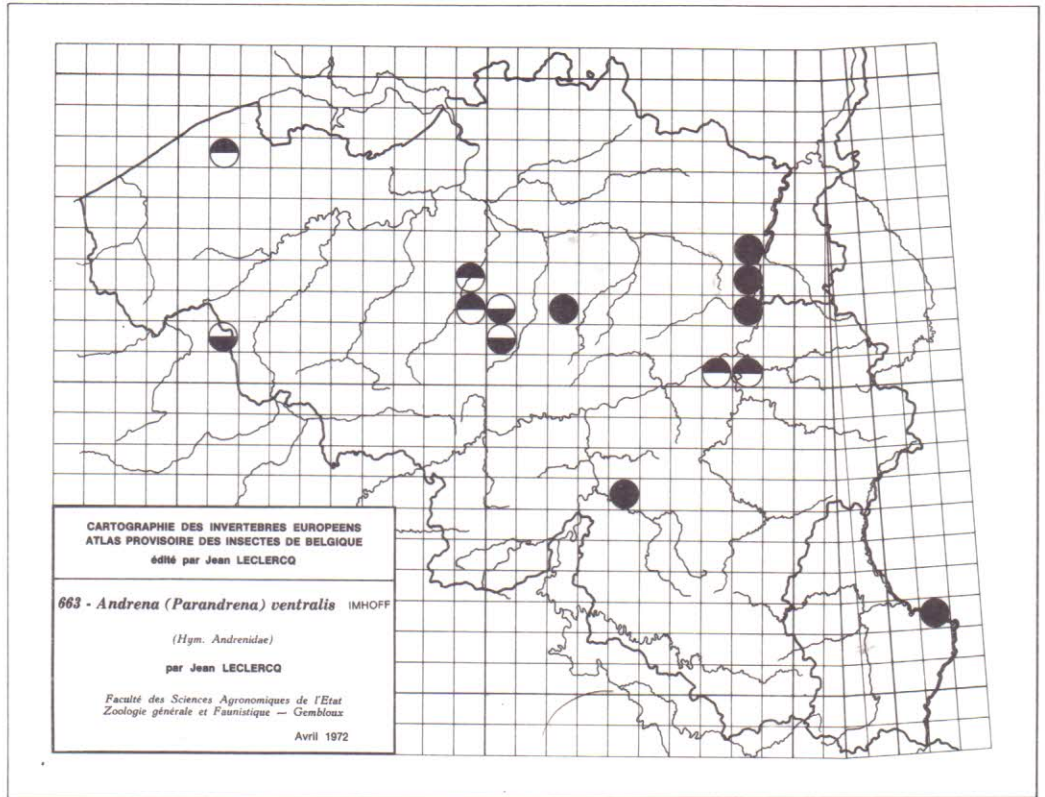 CARTOGRAPHIE DES INVERTEBRES EUROPEENS
ATLAS PROVISOIRE DES INSECTES DE BELGIQUE
édité par Jean LECLERCQ
663 - Andrena (Parandrena) ventralis IMHOFF
(Hym. Andrenidae)
par Jean LECLERCQ
Faculté des Sciences Agronomiques de l'Etat
Zoologie générale et Faunistique — Gembloux
Avril 1972